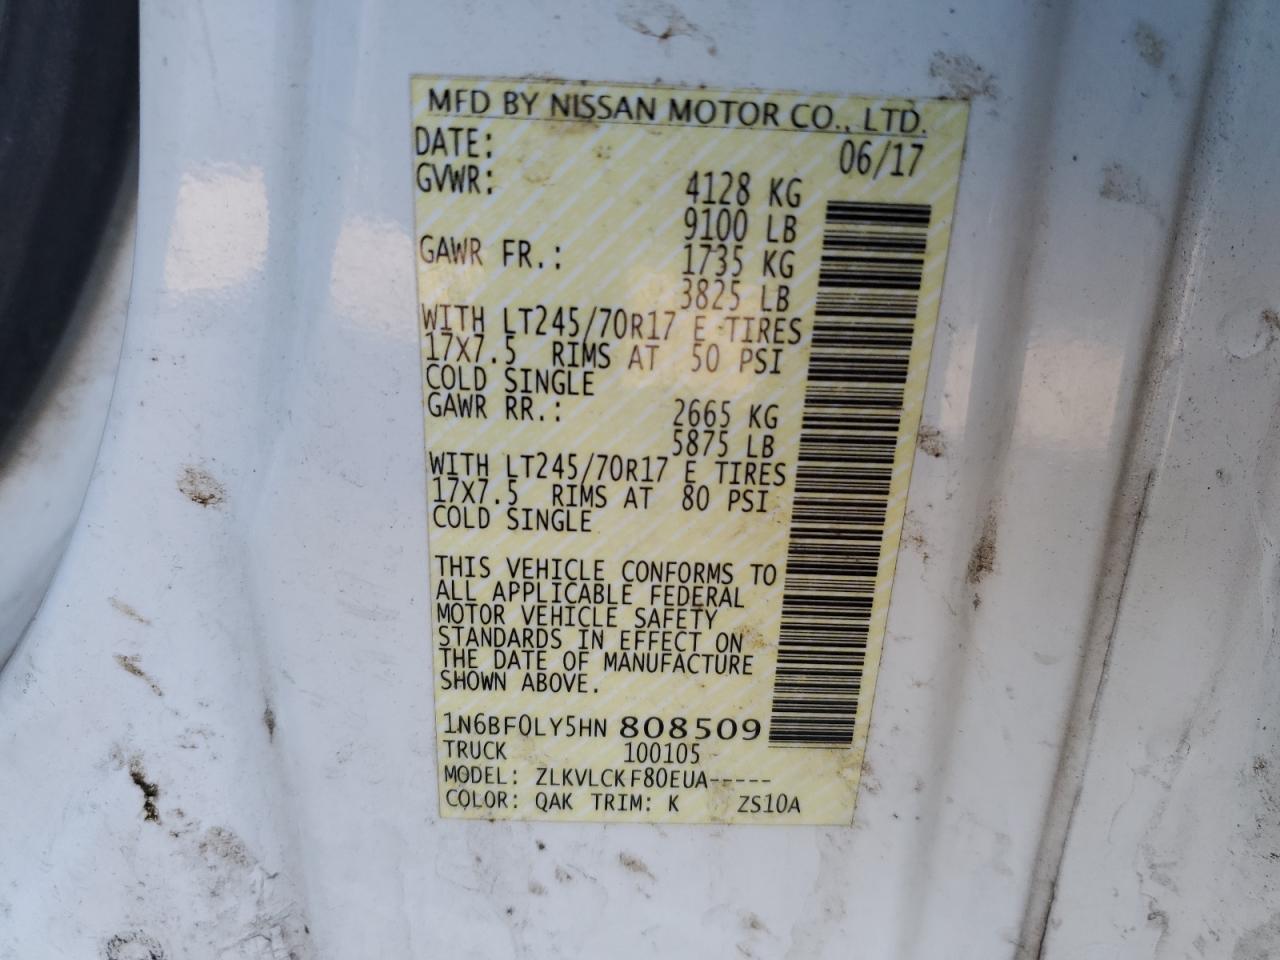 MFD BY NISSAN MOTOR CO., LTD.
DATE: 06/17
GVWR: 4128 KG
9100 LB
GAWR FR.: 1735 KG
3825 LB
WITH LT245/70R17 E TIRES
17X7.5 RIMS AT 50 PSI
COLD SINGLE
GAWR RR.: 2665 KG
5875 LB
WITH LT245/70R17 E TIRES
17X7.5 RIMS AT 80 PSI
COLD SINGLE
THIS VEHICLE CONFORMS TO
ALL APPLICABLE FEDERAL
MOTOR VEHICLE SAFETY
STANDARDS IN EFFECT ON
THE DATE OF MANUFACTURE
SHOWN ABOVE.
1N6BF0LY5HN 808509
TRUCK 100105
MODEL: ZLKVLCKF80EUA-----
COLOR: QAK TRIM: K ZS10A